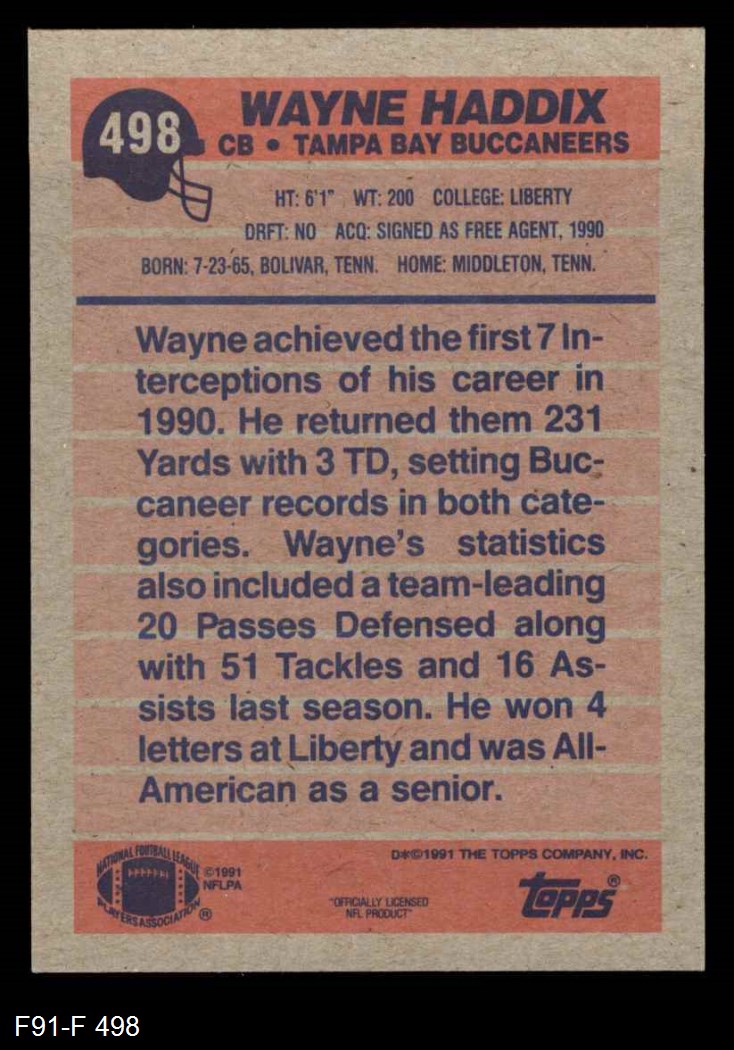 498
WAYNE HADDIX
CB • TAMPA BAY BUCCANEERS
HT: 6'1" WT: 200 COLLEGE: LIBERTY
DRFT: NO ACQ: SIGNED AS FREE AGENT, 1990
BORN: 7-23-65, BOLIVAR, TENN. HOME: MIDDLETON, TENN.
Wayne achieved the first 7 In-
terceptions of his career in
1990. He returned them 231
Yards with 3 TD, setting Buc-
caneer records in both cate-
gories. Wayne's statistics
also included a team-leading
20 Passes Defensed along
with 51 Tackles and 16 As-
sists last season. He won 4
letters at Liberty and was All-
American as a senior.
NATIONAL FOOTBALL LEAGUE
PLAYERS ASSOCIATION ®
©1991
NFLPA
D✻©1991 THE TOPPS COMPANY, INC.
"OFFICIALLY LICENSED
NFL PRODUCT"
topps®
F91-F 498